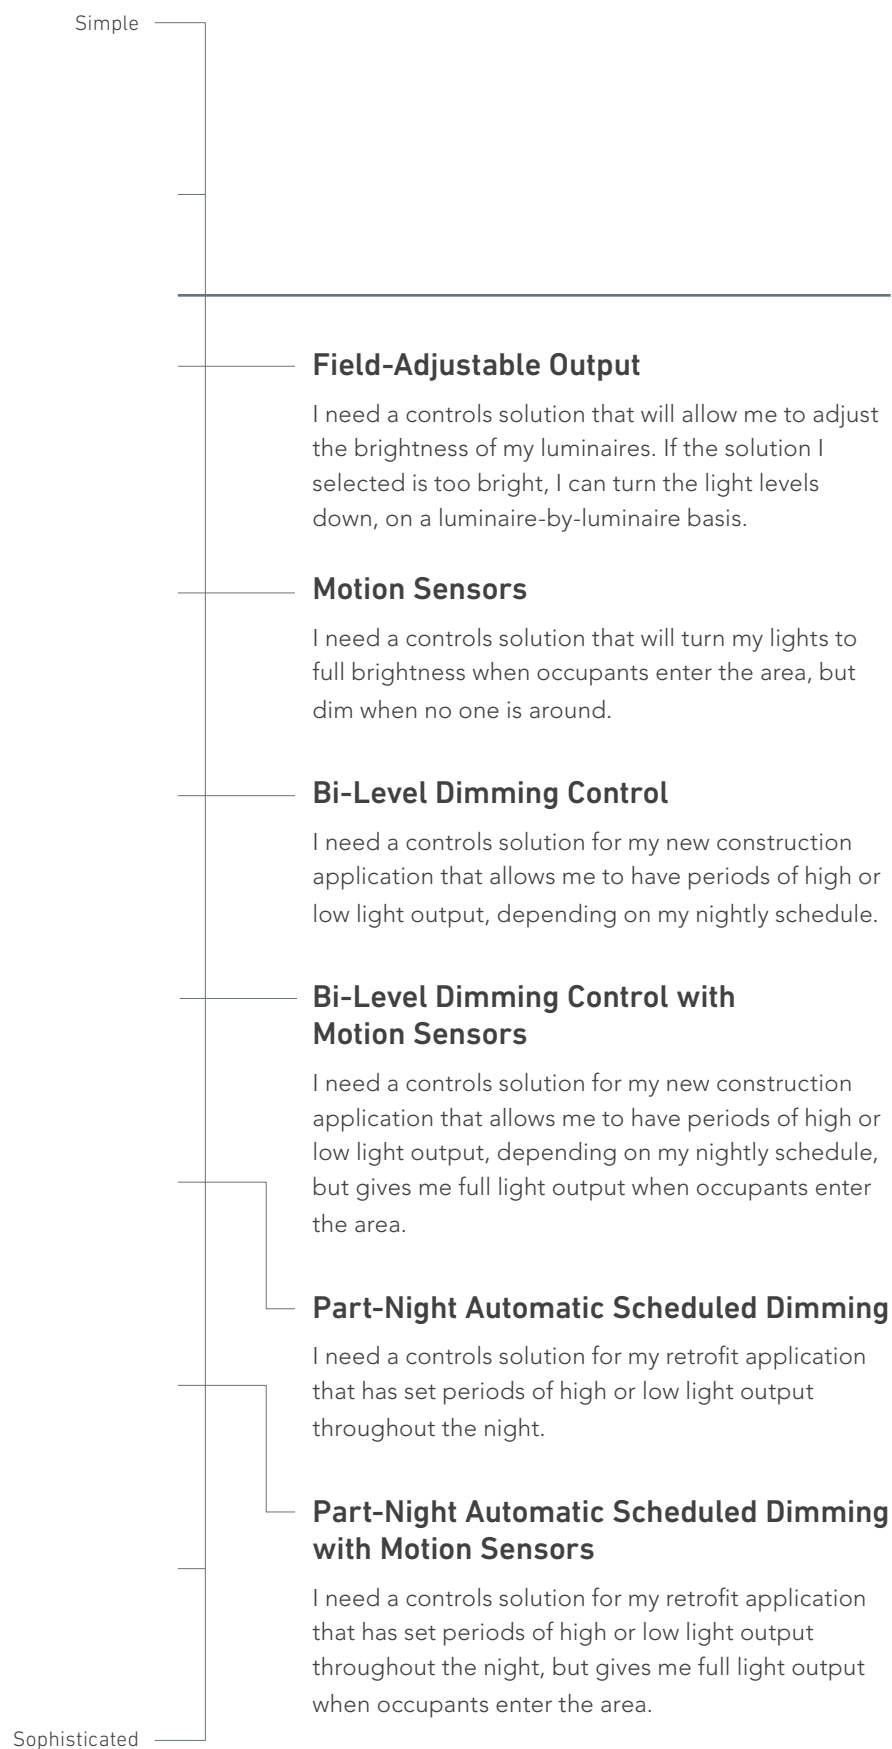 Simple
Field-Adjustable Output
I need a controls solution that will allow me to adjust
the brightness of my luminaires. If the solution I
selected is too bright, I can turn the light levels
down, on a luminaire-by-luminaire basis.
Motion Sensors
I need a controls solution that will turn my lights to
full brightness when occupants enter the area, but
dim when no one is around.
Bi-Level Dimming Control
I need a controls solution for my new construction
application that allows me to have periods of high or
low light output, depending on my nightly schedule.
Bi-Level Dimming Control with
Motion Sensors
I need a controls solution for my new construction
application that allows me to have periods of high or
low light output, depending on my nightly schedule,
but gives me full light output when occupants enter
the area.
Part-Night Automatic Scheduled Dimming
I need a controls solution for my retrofit application
that has set periods of high or low light output
throughout the night.
Part-Night Automatic Scheduled Dimming
with Motion Sensors
I need a controls solution for my retrofit application
that has set periods of high or low light output
throughout the night, but gives me full light output
when occupants enter the area.
Sophisticated